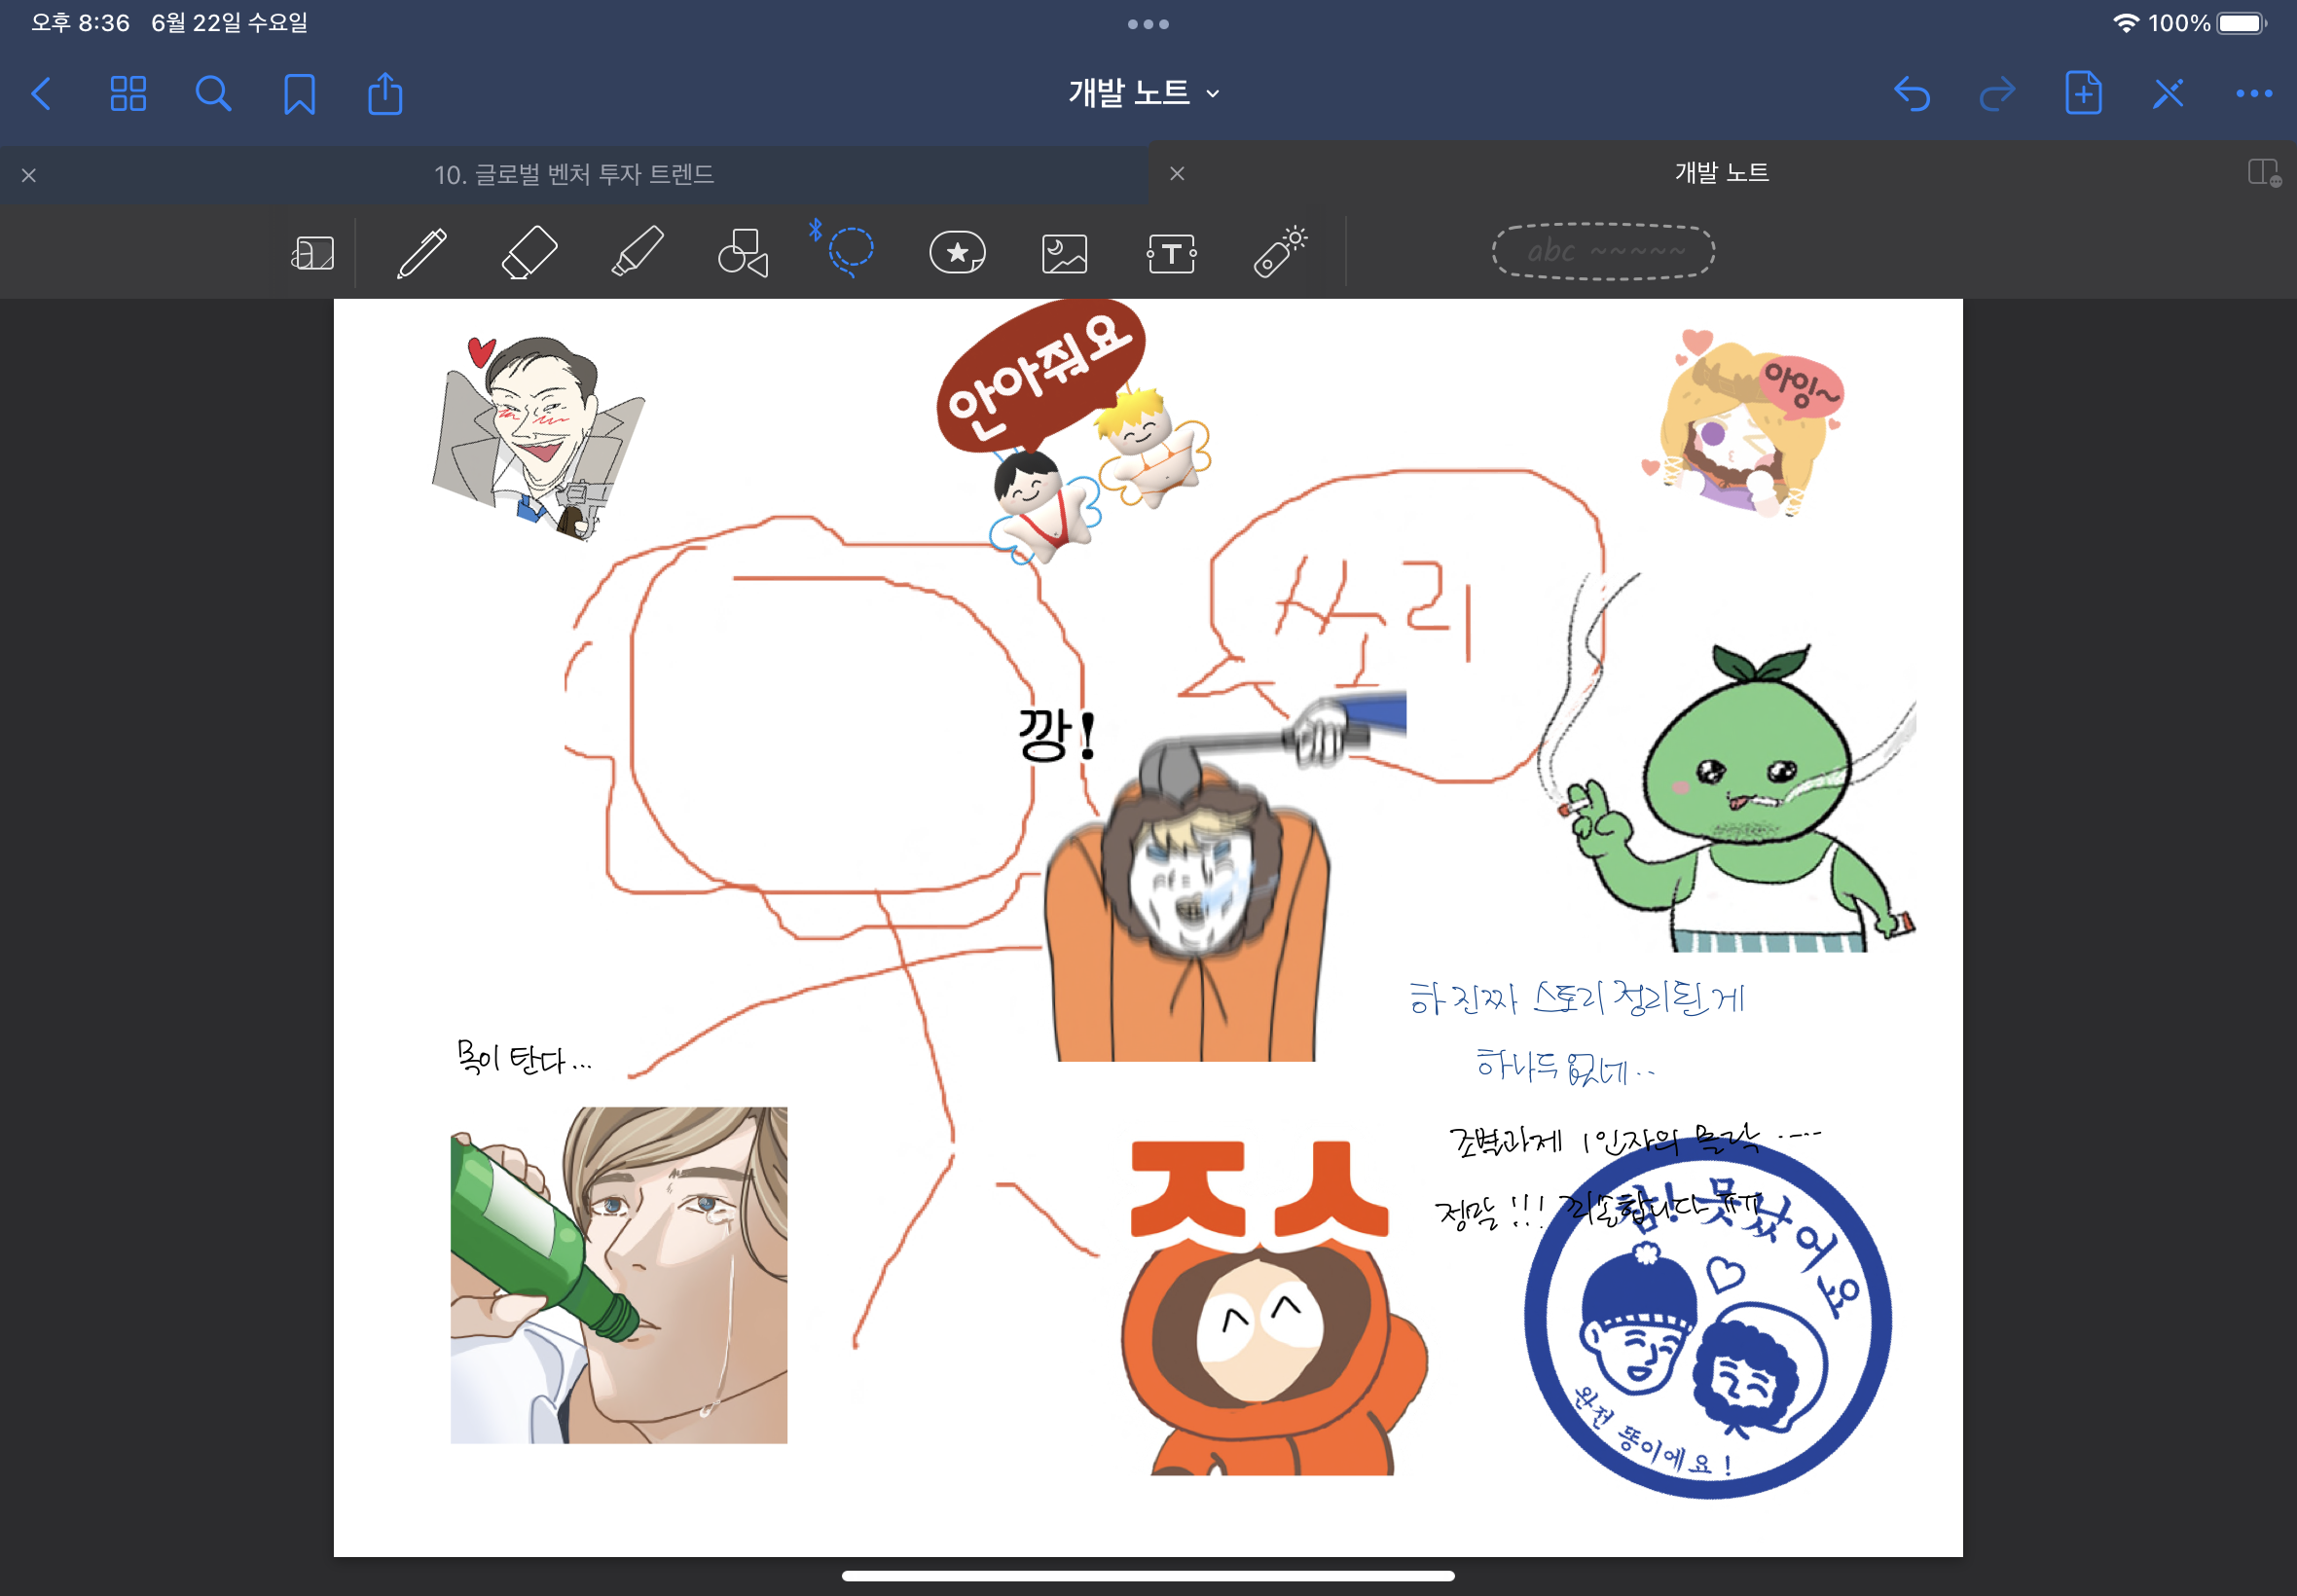 오후 8:36 6월 22일 수요일
100%
개발 노트
10. 글로벌 벤처 투자 트렌드
개발 노트
abc
T
안아줘요
아잉~
쏘리
깡!
하 진짜 스토리 정리된 게
하나도 없네..
목이 탄다...
조별과제 1인자의 몰락 ....
정말 !!! 죄송합니다 ㅠㅠ
ㅈㅅ
참! 못났어요
완전 똥이에요!